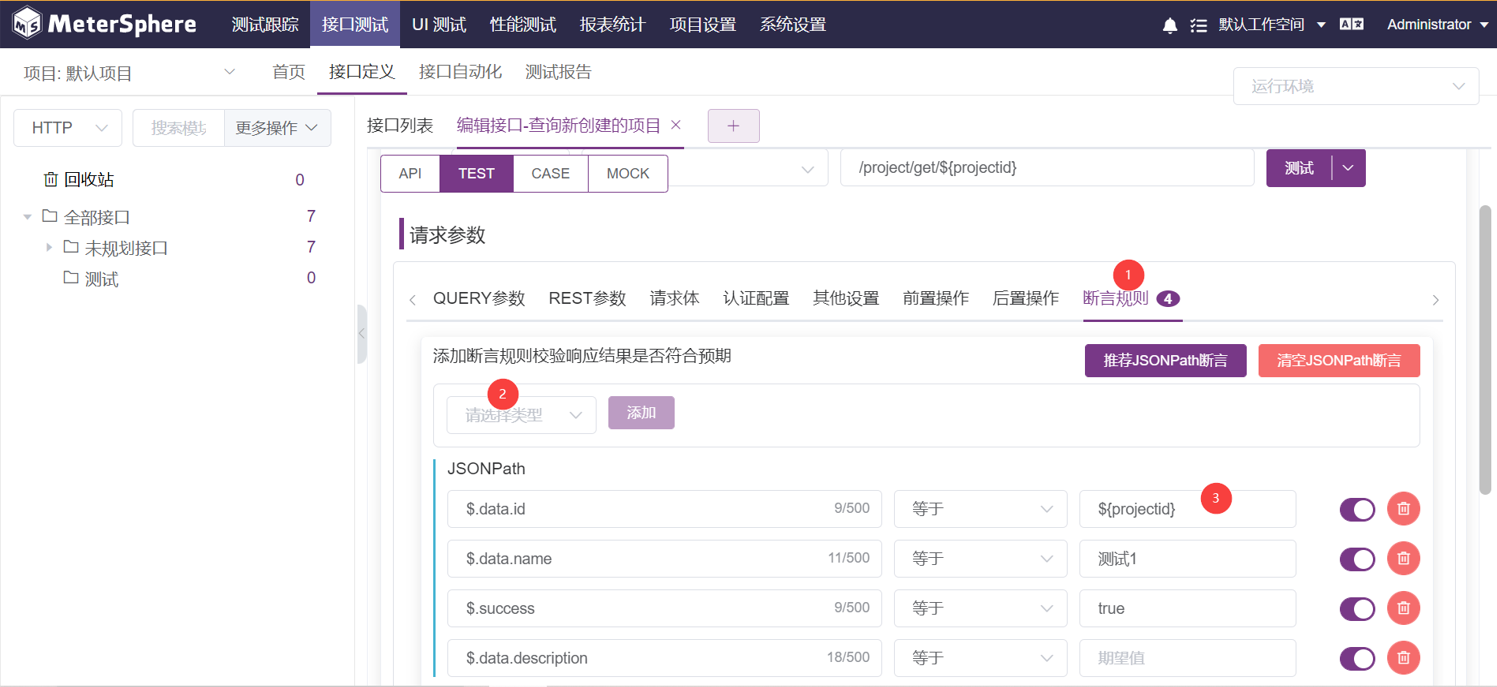 MeterSphere 测试跟踪 接口测试 UI 测试 性能测试 报表统计 项目设置 系统设置 默认工作空间 Administrator
项目: 默认项目 首页 接口定义 接口自动化 测试报告
运行环境
HTTP 搜索模块 更多操作
接口列表 编辑接口-查询新创建的项目 × +
API TEST CASE MOCK /project/get/${projectid} 测试
回收站 0
全部接口 7
未规划接口 7
测试 0
请求参数
1
QUERY参数 REST参数 请求体 认证配置 其他设置 前置操作 后置操作 断言规则 4
添加断言规则校验响应结果是否符合预期 推荐JSONPath断言 清空JSONPath断言
2
请选择类型 添加
JSONPath
3
$.data.id 9/500 等于 ${projectid}
$.data.name 11/500 等于 测试1
$.success 9/500 等于 true
$.data.description 18/500 等于 期望值